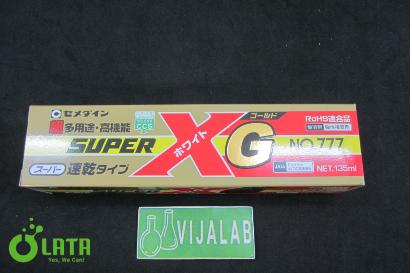 セメダイン
超多用途・高機能
SUPER
X
ホワイト
ゴールド
G
RoHS適合品
NO.777
スーパー 速乾タイプ
NET.135ml
VIJALAB
LATA
Yes, We Can!